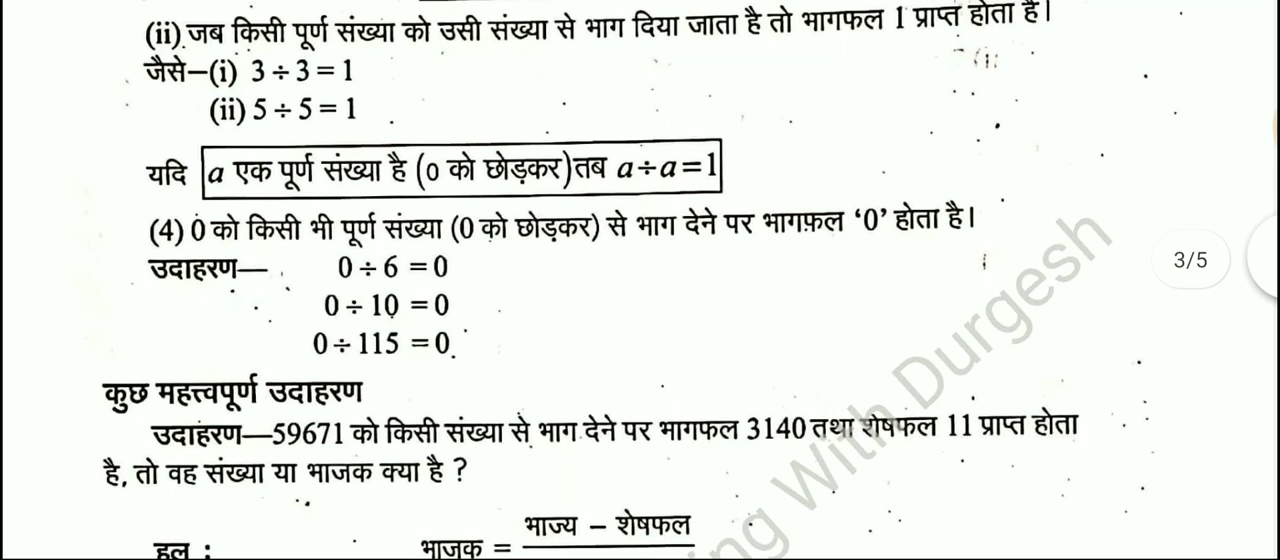 (ii) जब किसी पूर्ण संख्या को उसी संख्या से भाग दिया जाता है तो भागफल 1 प्राप्त होता है।
जैसे—(i) 3 ÷ 3 = 1
(ii) 5 ÷ 5 = 1
यदि a एक पूर्ण संख्या है (0 को छोड़कर) तब a ÷ a = 1
(4) 0 को किसी भी पूर्ण संख्या (0 को छोड़कर) से भाग देने पर भागफ़ल ‘0’ होता है।
उदाहरण— 0 ÷ 6 = 0
3/5
0 ÷ 10 = 0
0 ÷ 115 = 0
कुछ महत्त्वपूर्ण उदाहरण
उदाहरण—59671 को किसी संख्या से भाग देने पर भागफल 3140 तथा शेषफल 11 प्राप्त होता
है, तो वह संख्या या भाजक क्या है ?
हल : भाजक = भाज्य – शेषफल
With Durgesh